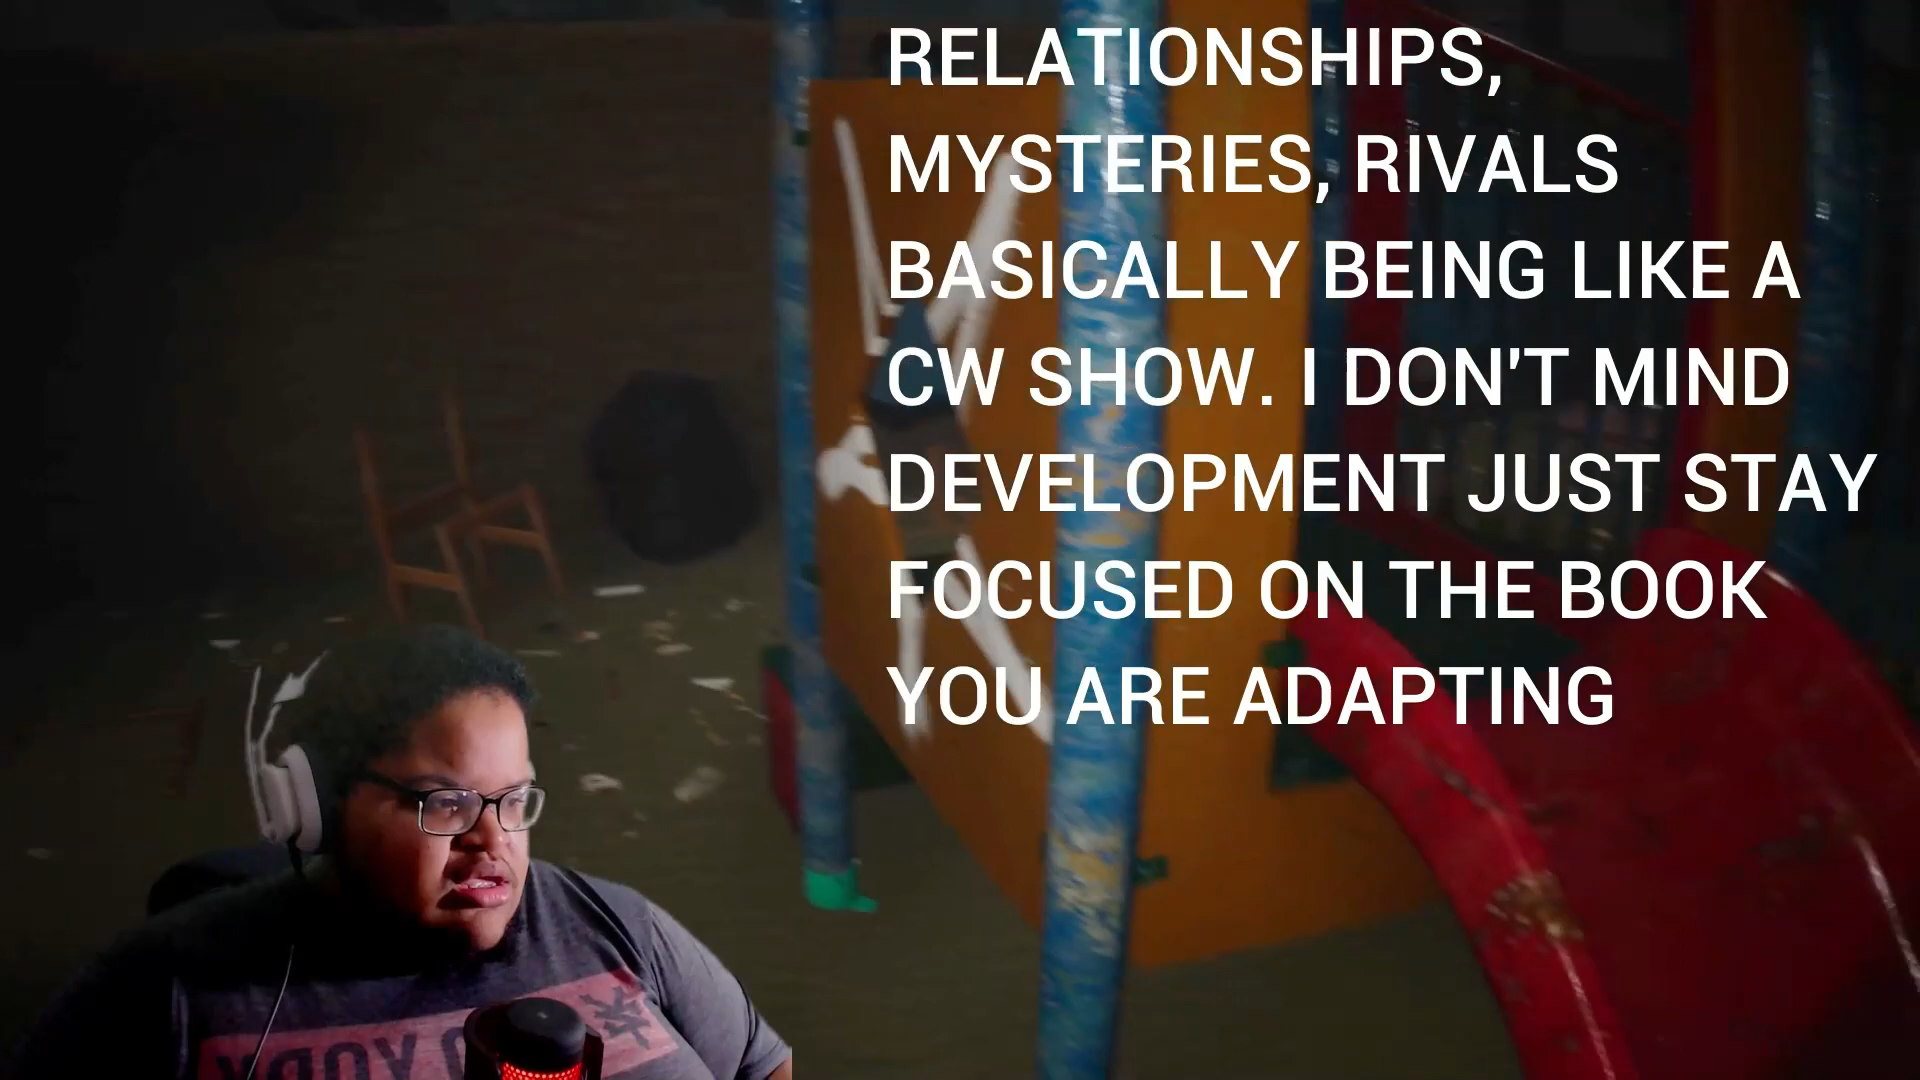 RELATIONSHIPS,
MYSTERIES, RIVALS
BASICALLY BEING LIKE A
CW SHOW. I DON'T MIND
DEVELOPMENT JUST STAY
FOCUSED ON THE BOOK
YOU ARE ADAPTING